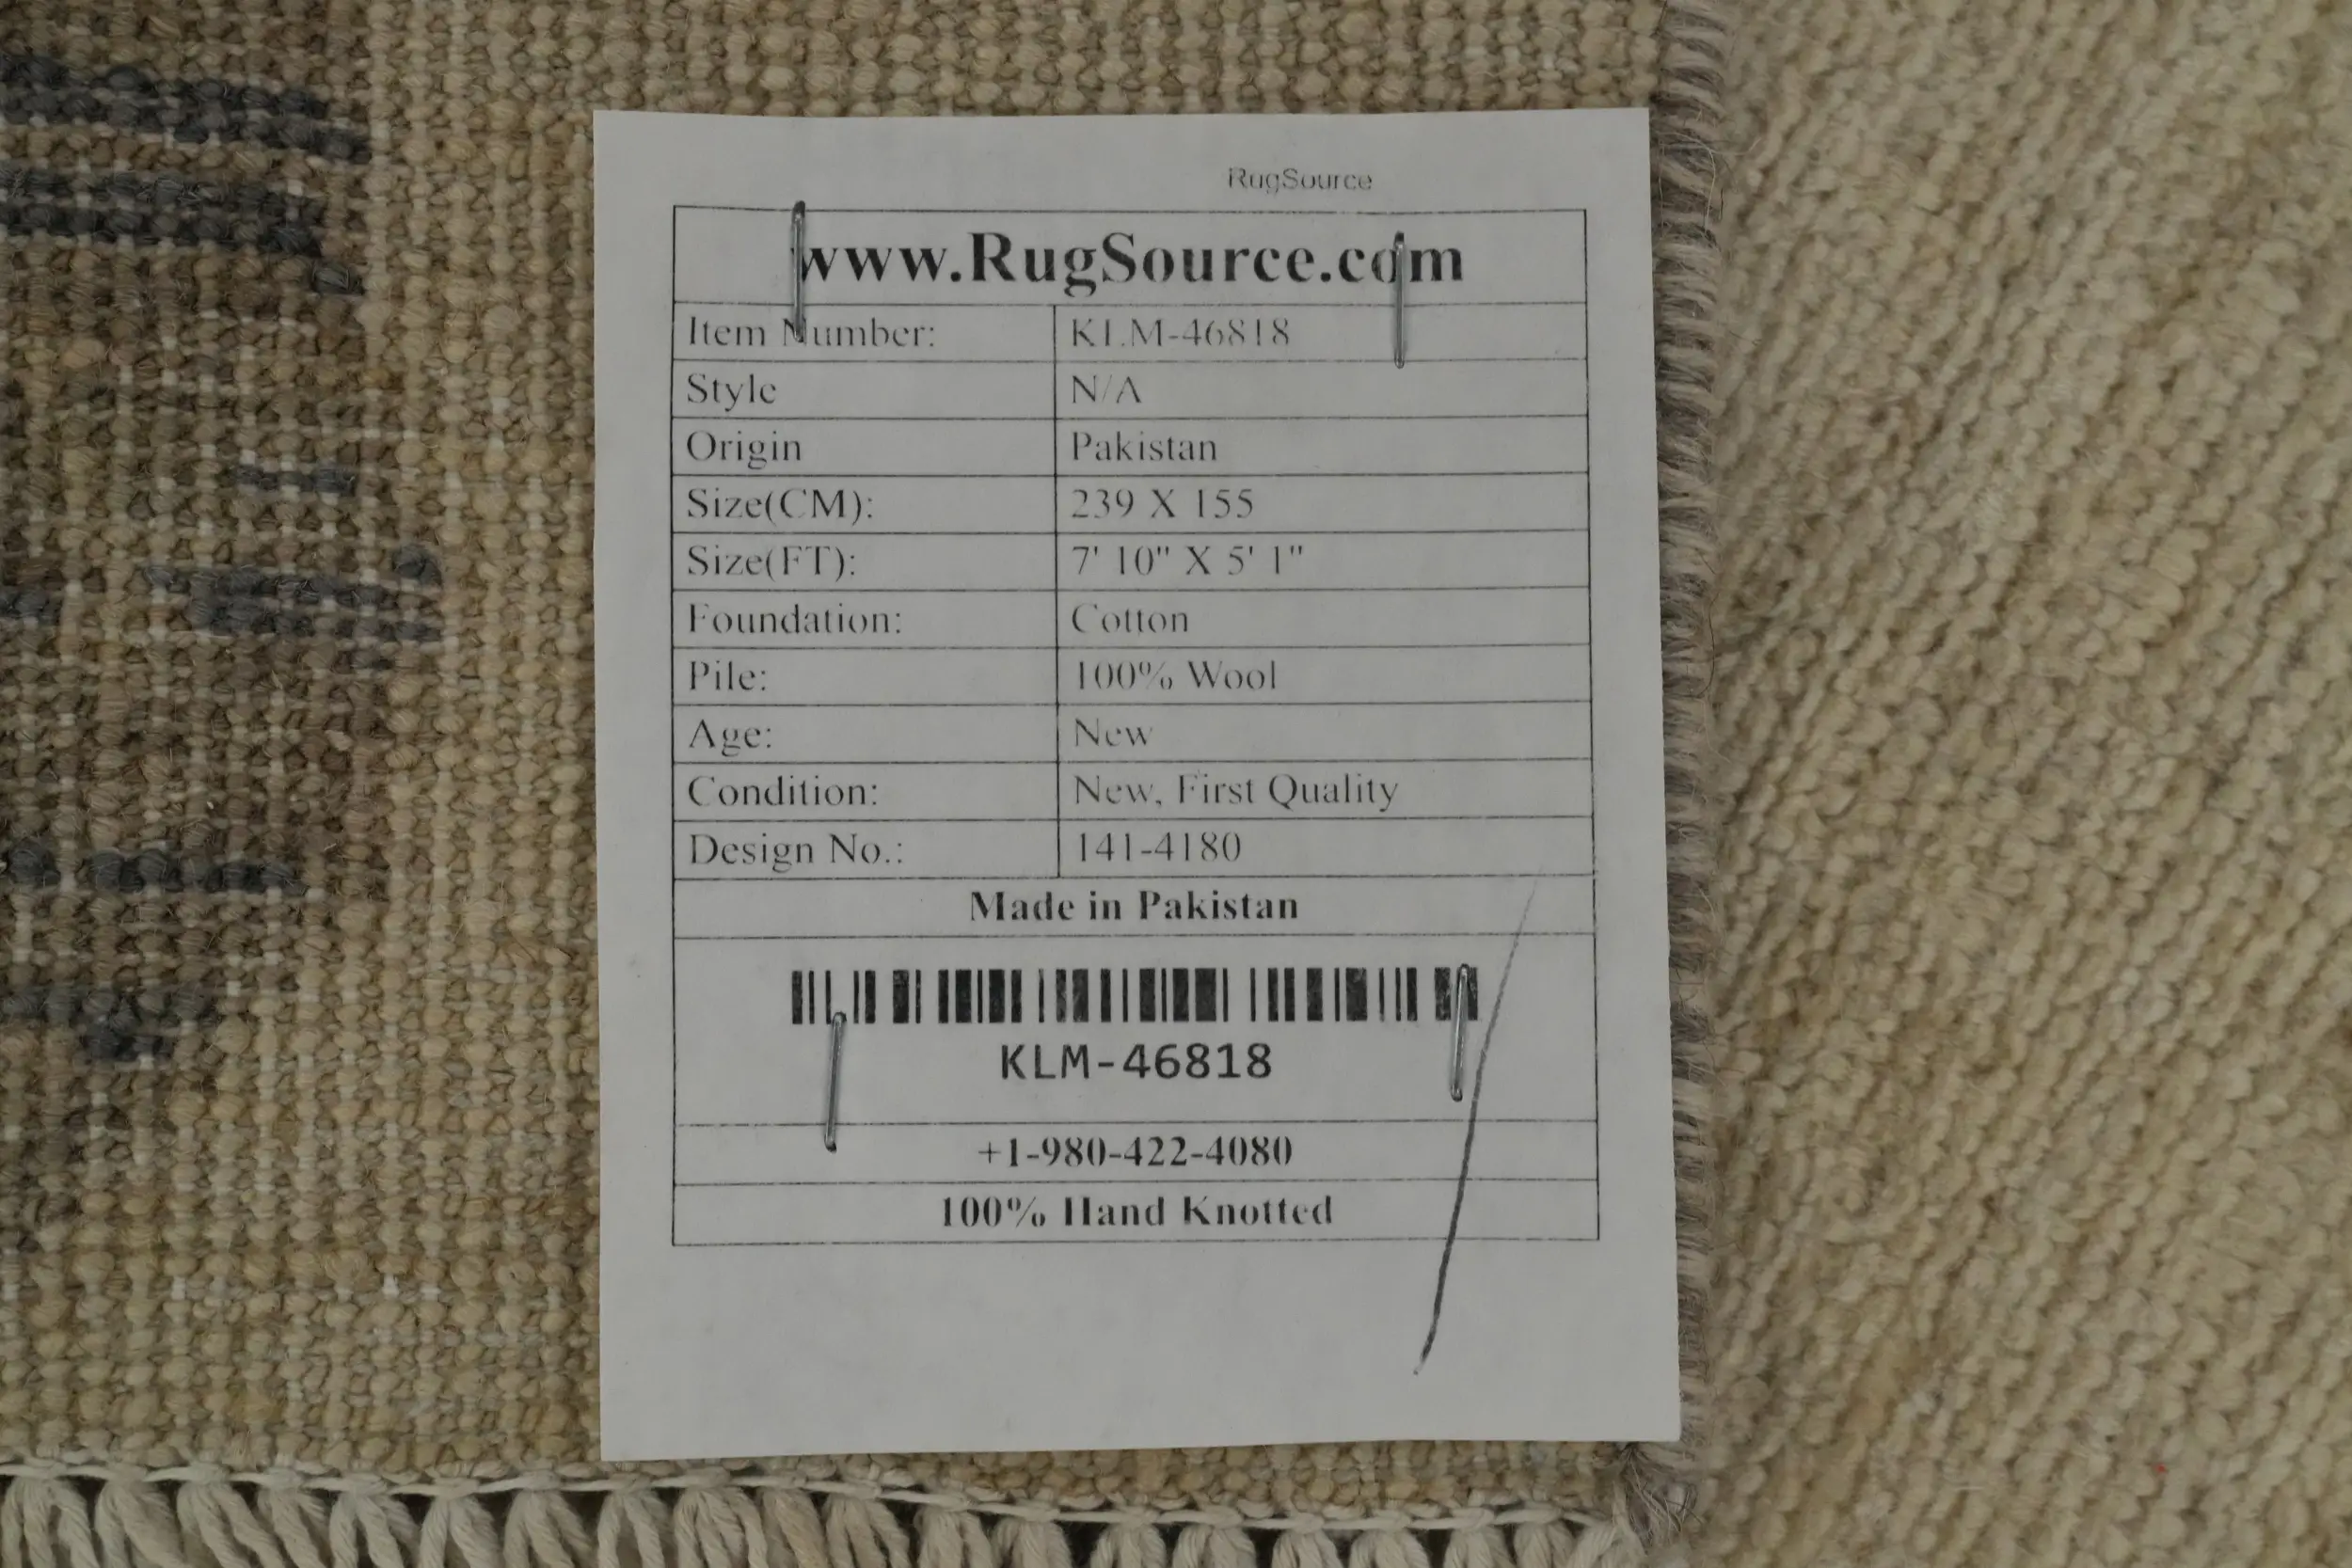 RugSource
www.RugSource.com
Item Number: KLM-46818
Style N/A
Origin Pakistan
Size(CM): 239 X 155
Size(FT): 7' 10" X 5' 1"
Foundation: Cotton
Pile: 100% Wool
Age: New
Condition: New, First Quality
Design No.: 141-4180
Made in Pakistan
KLM-46818
+1-980-422-4080
100% Hand Knotted